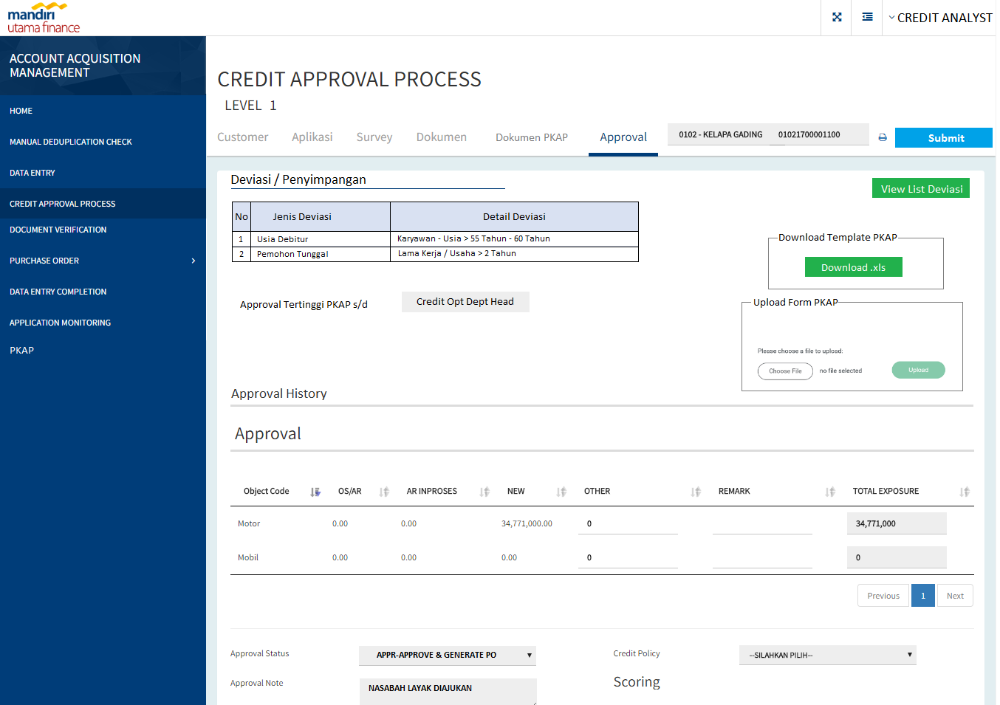 mandiri
utama finance
CREDIT ANALYST
ACCOUNT ACQUISITION
MANAGEMENT
HOME
MANUAL DEDUPLICATION CHECK
DATA ENTRY
CREDIT APPROVAL PROCESS
DOCUMENT VERIFICATION
PURCHASE ORDER
DATA ENTRY COMPLETION
APPLICATION MONITORING
PKAP
CREDIT APPROVAL PROCESS
LEVEL 1
Customer Aplikasi Survey Dokumen Dokumen PKAP Approval 0102 - KELAPA GADING 01021700001100 Submit
Deviasi / Penyimpangan
View List Deviasi
No Jenis Deviasi Detail Deviasi
1 Usia Debitur Karyawan - Usia > 55 Tahun - 60 Tahun
2 Pemohon Tunggal Lama Kerja / Usaha > 2 Tahun
Download Template PKAP
Download .xls
Approval Tertinggi PKAP s/d Credit Opt Dept Head
Upload Form PKAP
Please choose a file to upload:
Choose File no file selected Upload
Approval History
Approval
Object Code OS/AR AR INPROSES NEW OTHER REMARK TOTAL EXPOSURE
Motor 0.00 0.00 34,771,000.00 0 34,771,000
Mobil 0.00 0.00 0.00 0 0
Previous 1 Next
Approval Status APPR-APPROVE & GENERATE PO Credit Policy --SILAHKAN PILIH--
Approval Note NASABAH LAYAK DIAJUKAN Scoring